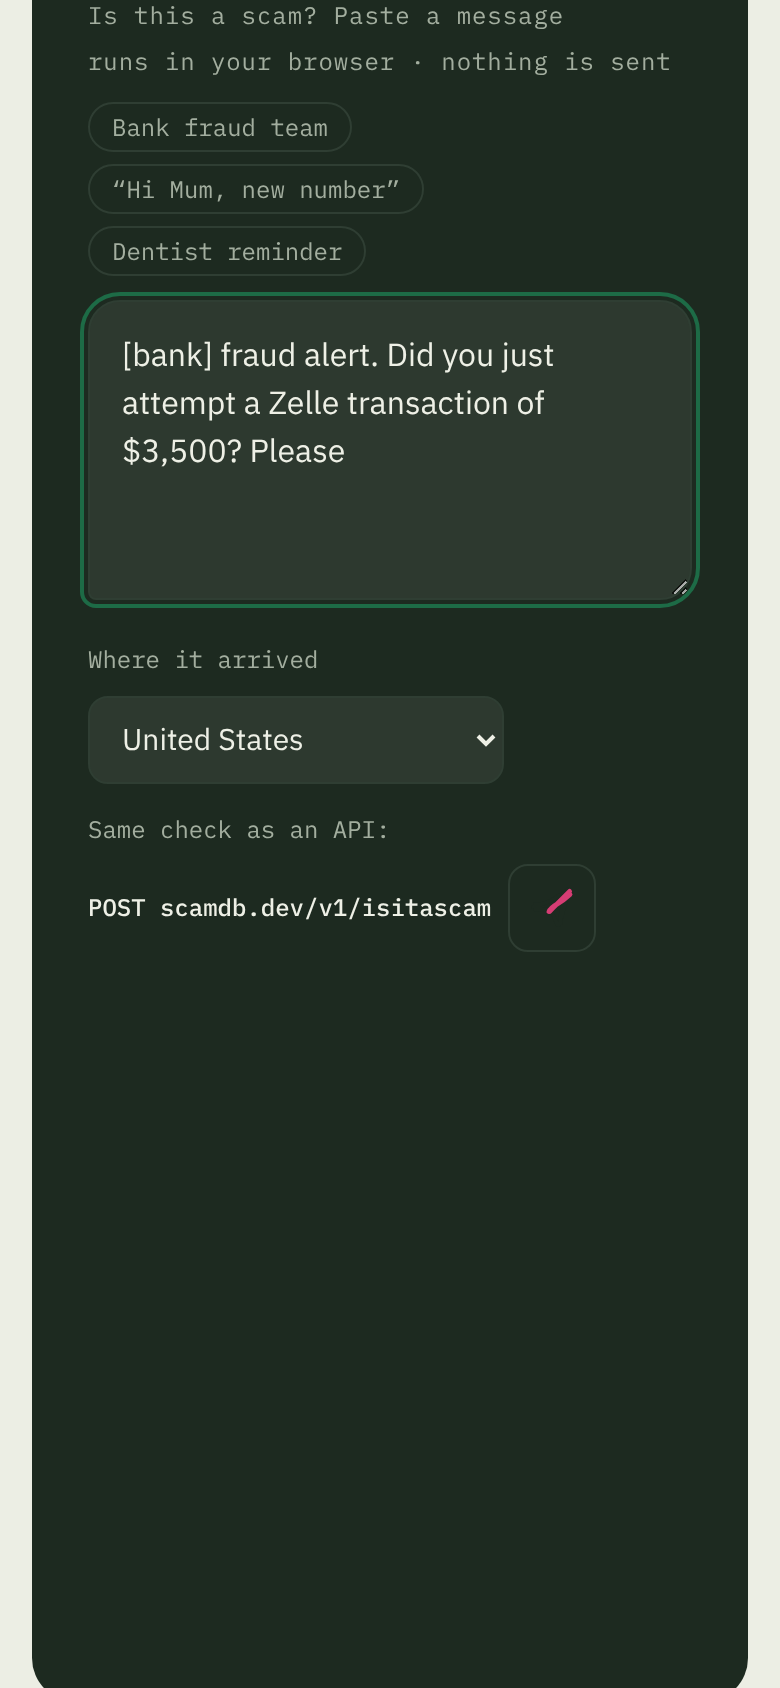 Is this a scam? Paste a message
runs in your browser · nothing is sent
Bank fraud team
“Hi Mum, new number”
Dentist reminder
[bank] fraud alert. Did you just
attempt a Zelle transaction of
$3,500? Please
Where it arrived
United States
Same check as an API:
POST scamdb.dev/v1/isitascam